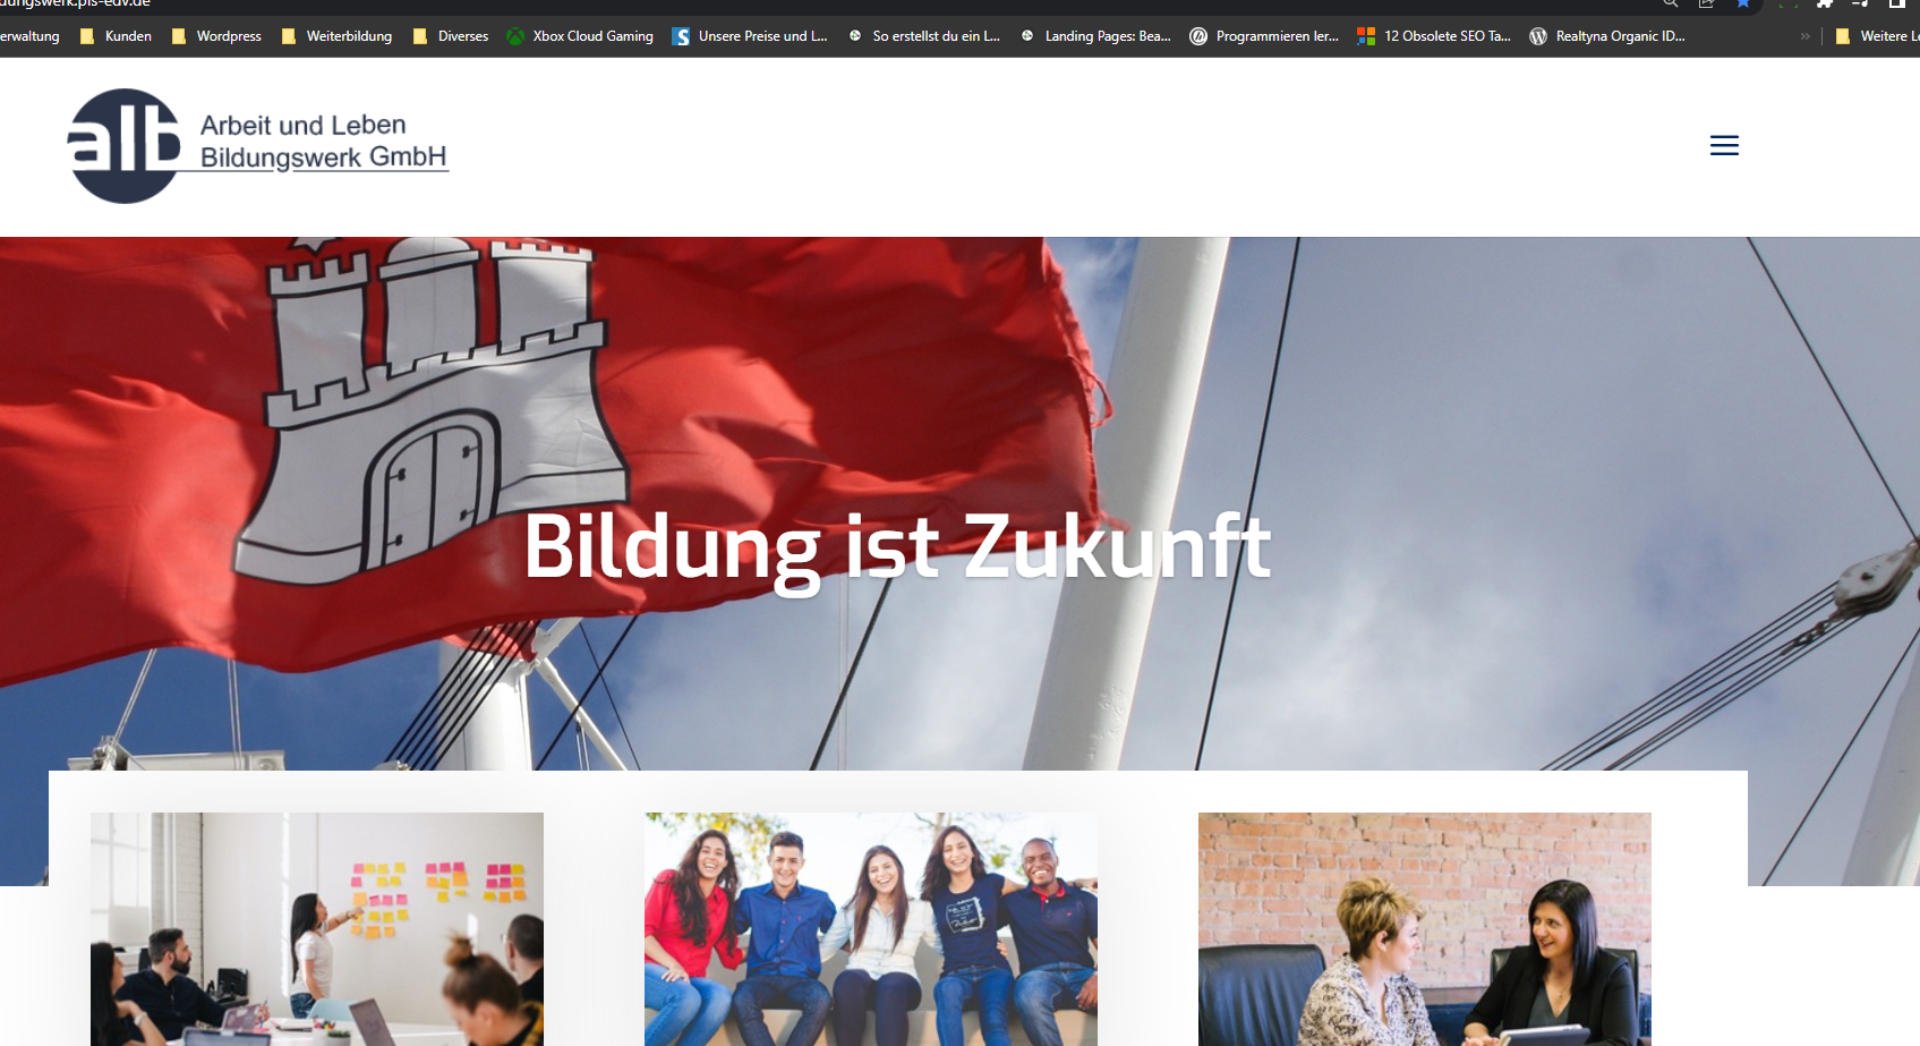 dungswerk.pls-edv.de
erwaltung Kunden Wordpress Weiterbildung Diverses Xbox Cloud Gaming Unsere Preise und L... So erstellst du ein L... Landing Pages: Bea... Programmieren ler... 12 Obsolete SEO Ta... Realtyna Organic ID... » Weitere Le
alb
Arbeit und Leben
Bildungswerk GmbH
Bildung ist Zukunft